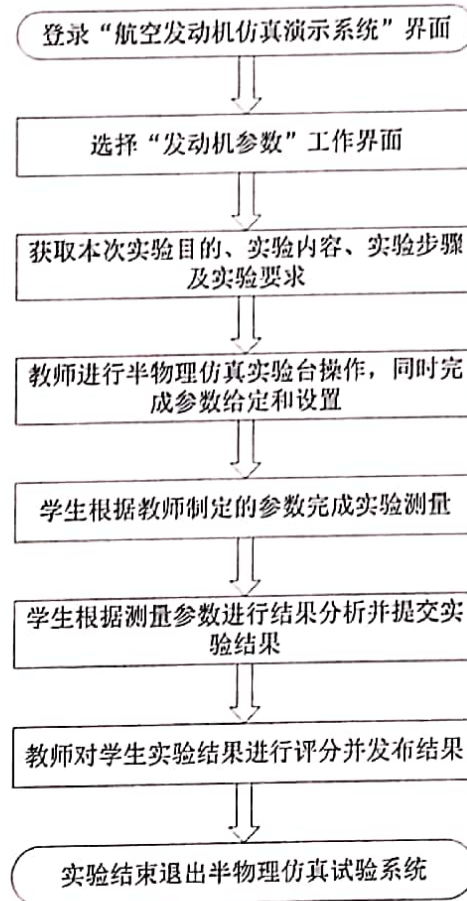 登录“航空发动机仿真演示系统”界面
选择“发动机参数”工作界面
获取本次实验目的、实验内容、实验步骤
及实验要求
教师进行半物理仿真实验台操作，同时完
成参数给定和设置
学生根据教师制定的参数完成实验测量
学生根据测量参数进行结果分析并提交实
验结果
教师对学生实验结果进行评分并发布结果
实验结束退出半物理仿真试验系统